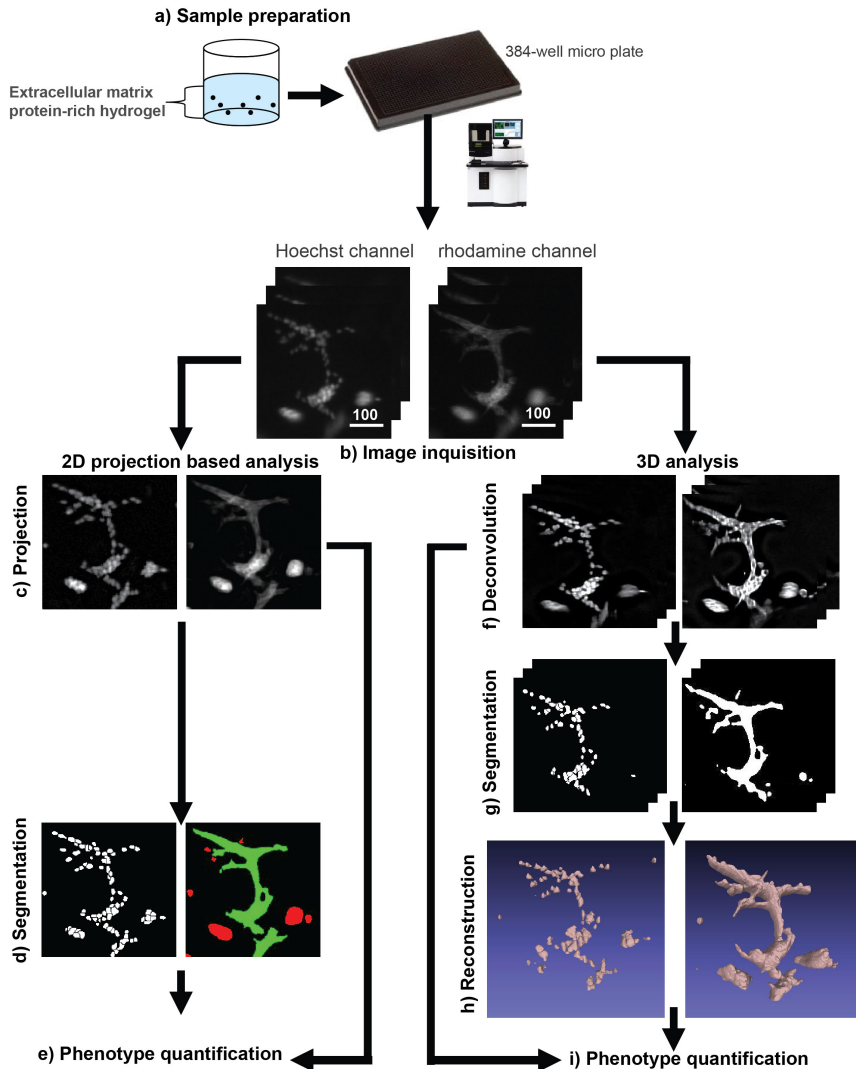 a) Sample preparation
384-well micro plate
Extracellular matrix
protein-rich hydrogel
Hoechst channel
rhodamine channel
100
100
b) Image inquisition
2D projection based analysis
3D analysis
c) Projection
f) Deconvolution
g) Segmentation
d) Segmentation
h) Reconstruction
e) Phenotype quantification
i) Phenotype quantification